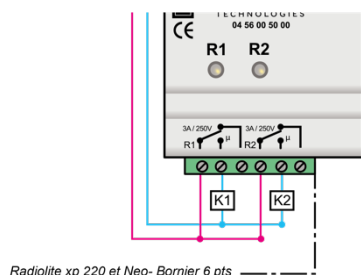 TECHNOLOGIES
CE 04 56 00 50 00
R1 R2
3A / 250V 3A / 250V
R1 µ R2 µ
K1 K2
Radiolite xp 220 et Neo- Bornier 6 pts